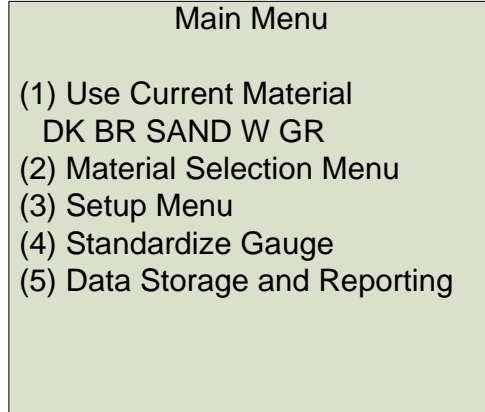 Main Menu
(1) Use Current Material
DK BR SAND W GR
(2) Material Selection Menu
(3) Setup Menu
(4) Standardize Gauge
(5) Data Storage and Reporting